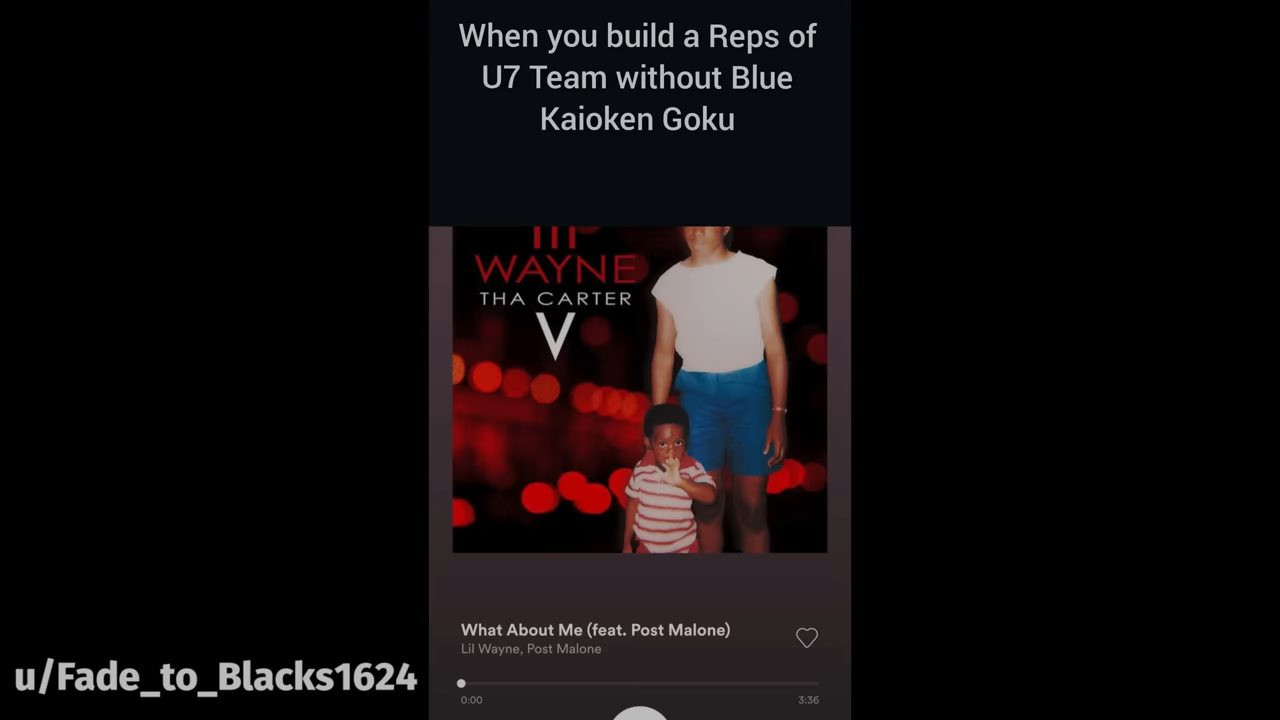 When you build a Reps of
U7 Team without Blue
Kaioken Goku
WAYNE
THA CARTER
V
What About Me (feat. Post Malone)
Lil Wayne, Post Malone
0:00
3:36
u/Fade_to_Blacks1624